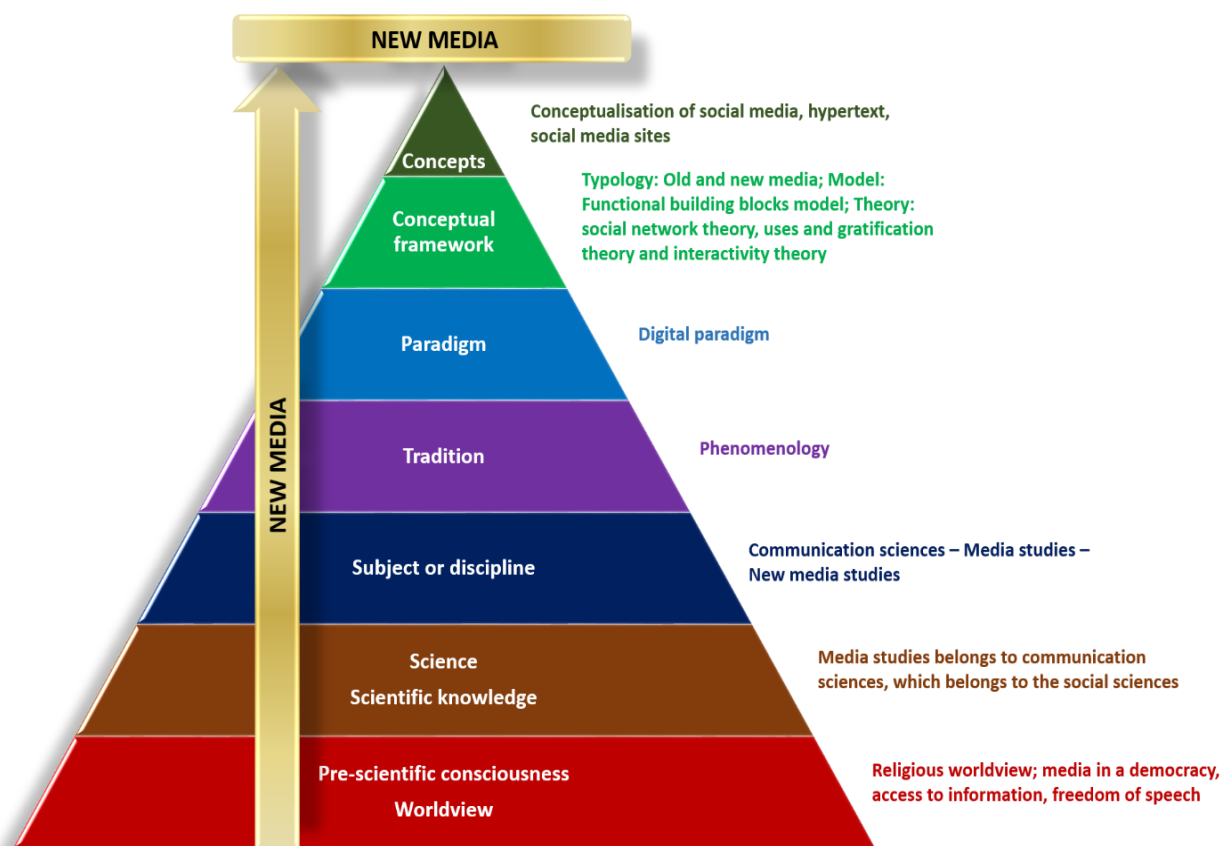 NEW MEDIA
Conceptualisation of social media, hypertext,
social media sites
Concepts
Typology: Old and new media; Model:
Functional building blocks model; Theory:
social network theory, uses and gratification
theory and interactivity theory
Conceptual
framework
Digital paradigm
Paradigm
Phenomenology
Tradition
NEW MEDIA
Communication sciences – Media studies –
New media studies
Subject or discipline
Media studies belongs to communication
sciences, which belongs to the social sciences
Science
Scientific knowledge
Religious worldview; media in a democracy,
access to information, freedom of speech
Pre-scientific consciousness
Worldview